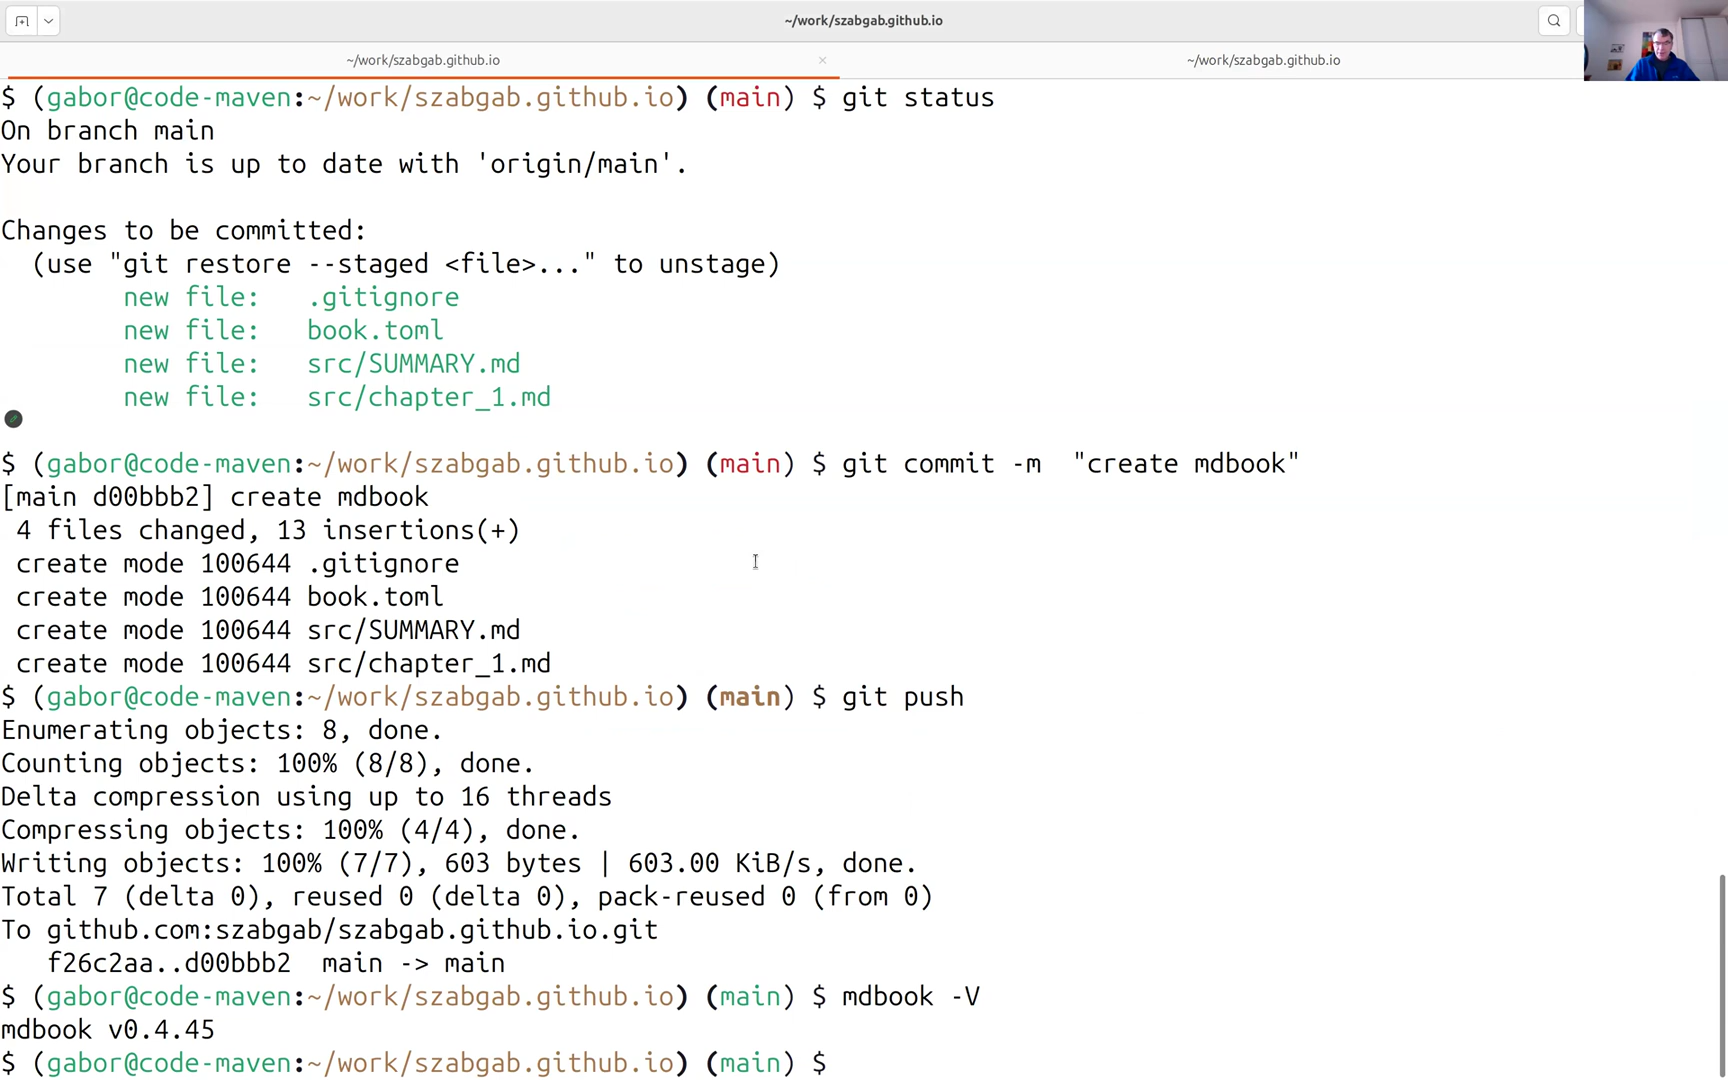 ~/work/szabgab.github.io
~/work/szabgab.github.io
~/work/szabgab.github.io
$ (gabor@code-maven:~/work/szabgab.github.io) (main) $ git status
On branch main
Your branch is up to date with 'origin/main'.
Changes to be committed:
  (use "git restore --staged <file>..." to unstage)
        new file:   .gitignore
        new file:   book.toml
        new file:   src/SUMMARY.md
        new file:   src/chapter_1.md
$ (gabor@code-maven:~/work/szabgab.github.io) (main) $ git commit -m  "create mdbook"
[main d00bbb2] create mdbook
 4 files changed, 13 insertions(+)
 create mode 100644 .gitignore
 create mode 100644 book.toml
 create mode 100644 src/SUMMARY.md
 create mode 100644 src/chapter_1.md
$ (gabor@code-maven:~/work/szabgab.github.io) (main) $ git push
Enumerating objects: 8, done.
Counting objects: 100% (8/8), done.
Delta compression using up to 16 threads
Compressing objects: 100% (4/4), done.
Writing objects: 100% (7/7), 603 bytes | 603.00 KiB/s, done.
Total 7 (delta 0), reused 0 (delta 0), pack-reused 0 (from 0)
To github.com:szabgab/szabgab.github.io.git
   f26c2aa..d00bbb2  main -> main
$ (gabor@code-maven:~/work/szabgab.github.io) (main) $ mdbook -V
mdbook v0.4.45
$ (gabor@code-maven:~/work/szabgab.github.io) (main) $